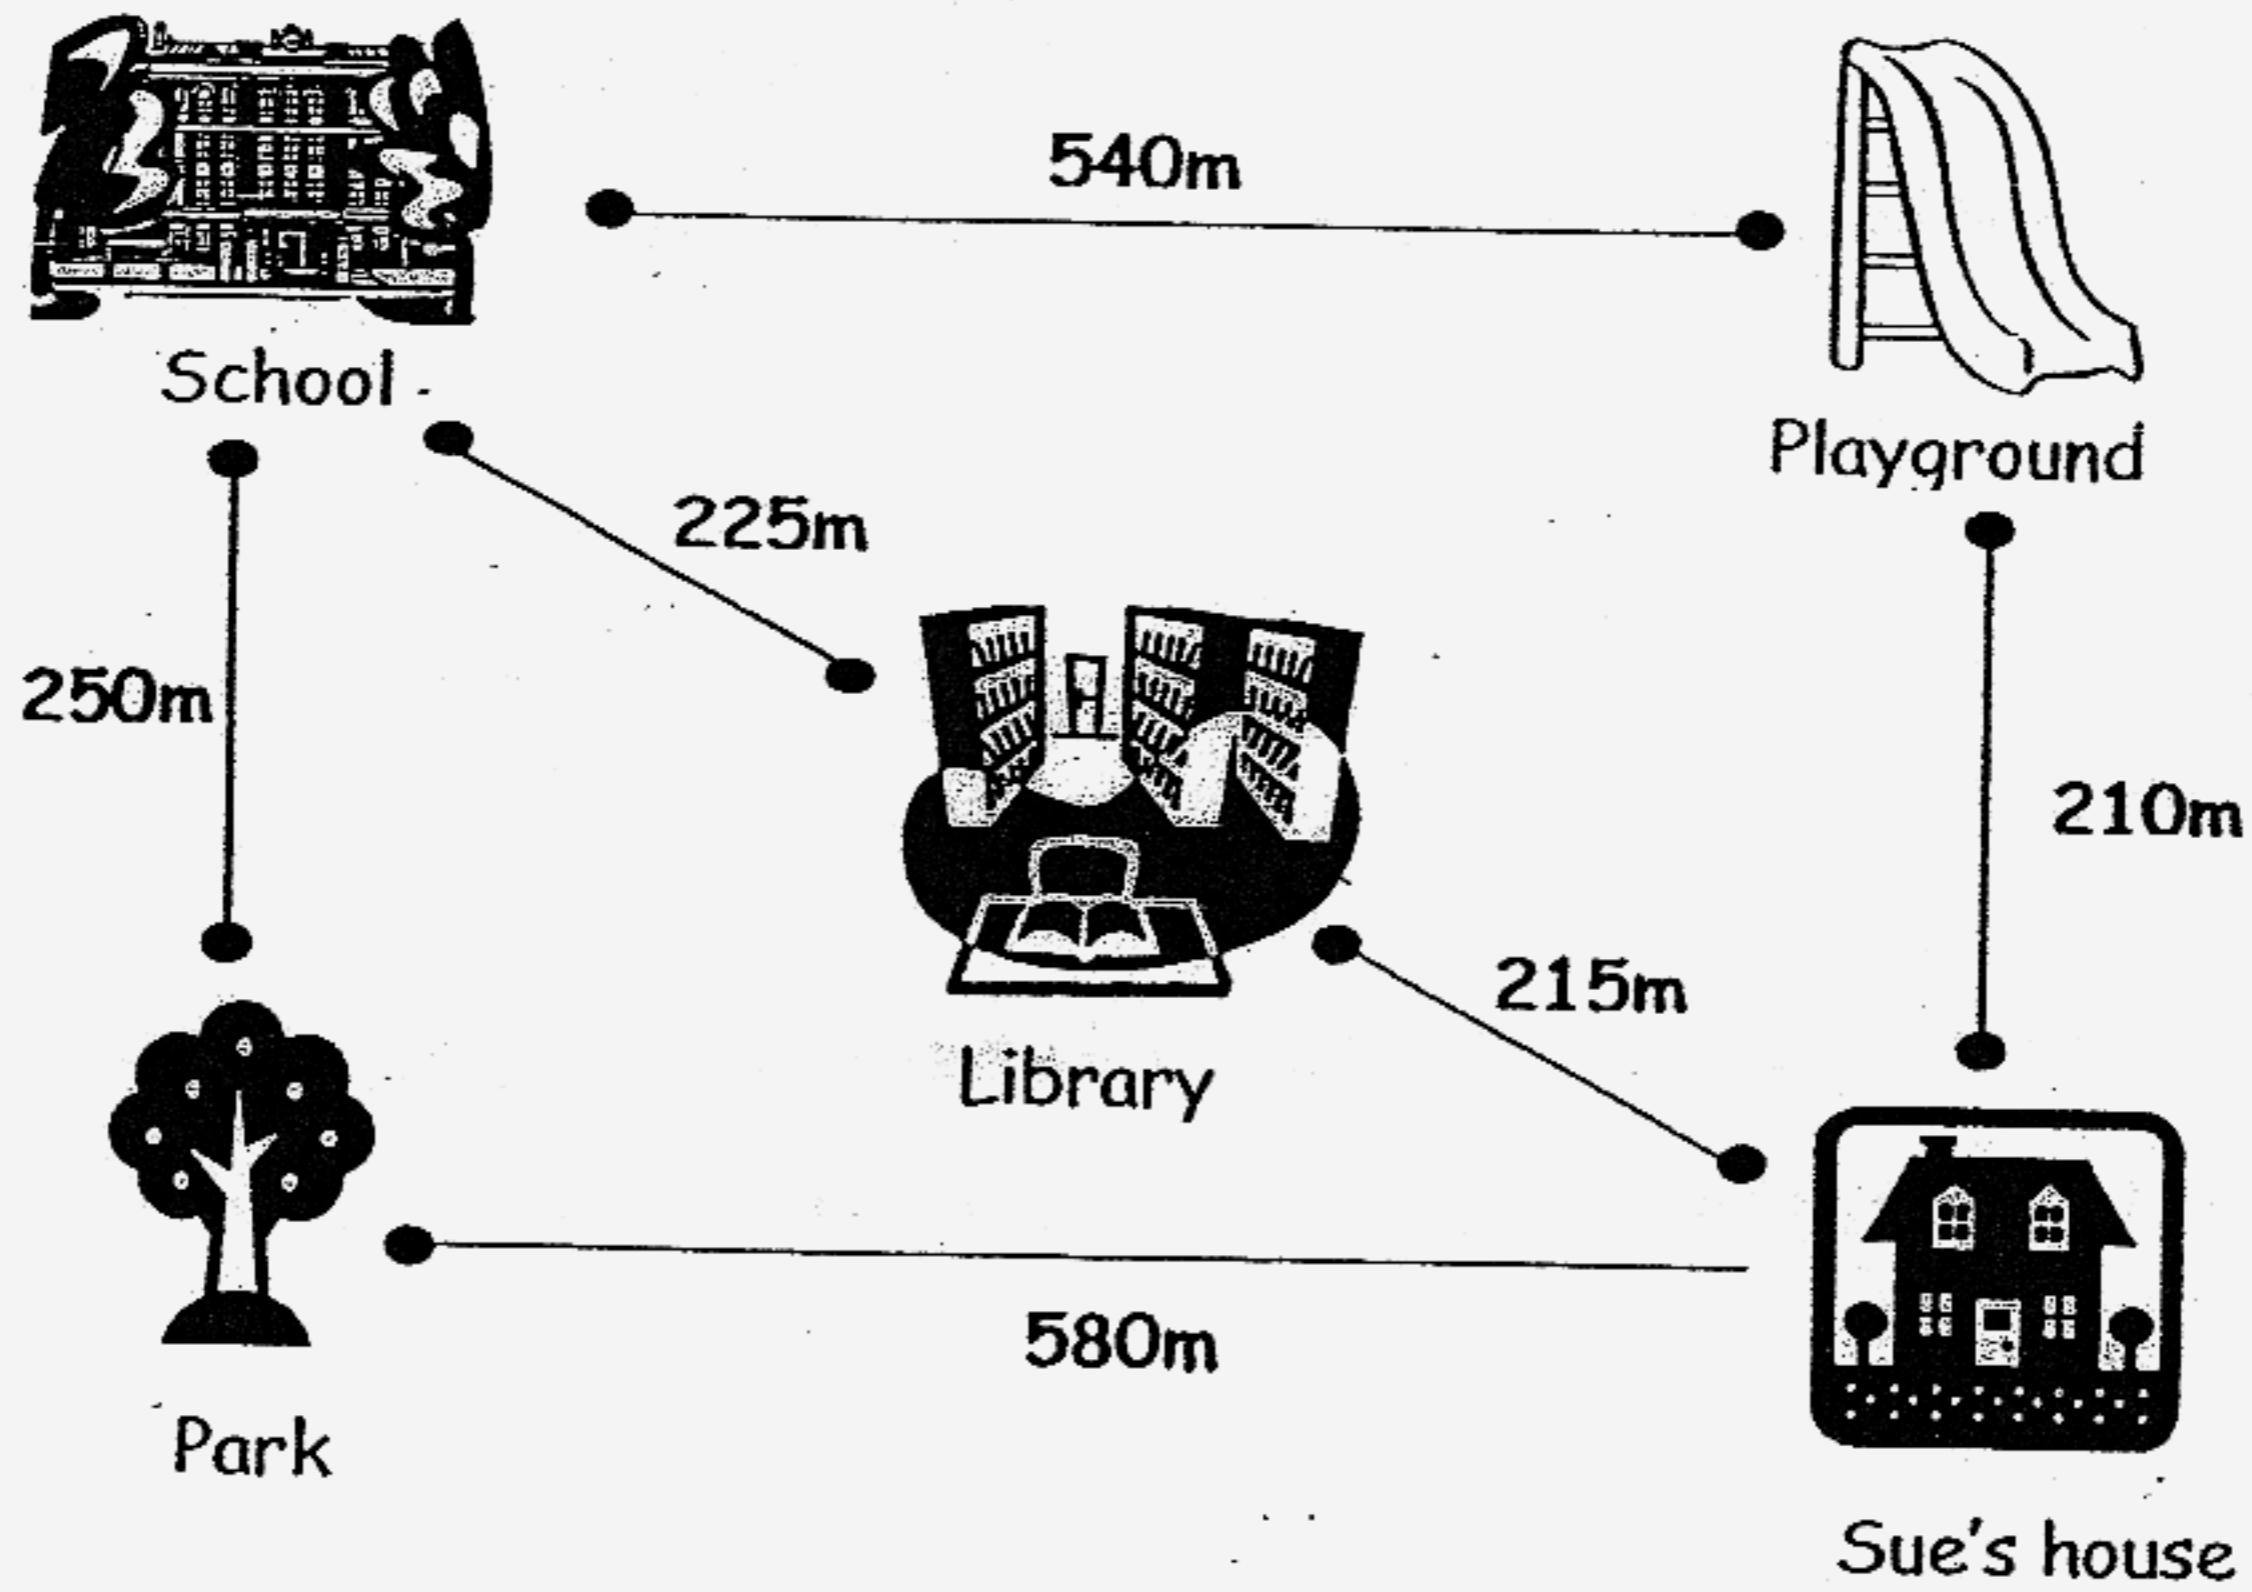 540m
School
Playground
225m
250m
210m
215m
Library
580m
Park
Sue's house